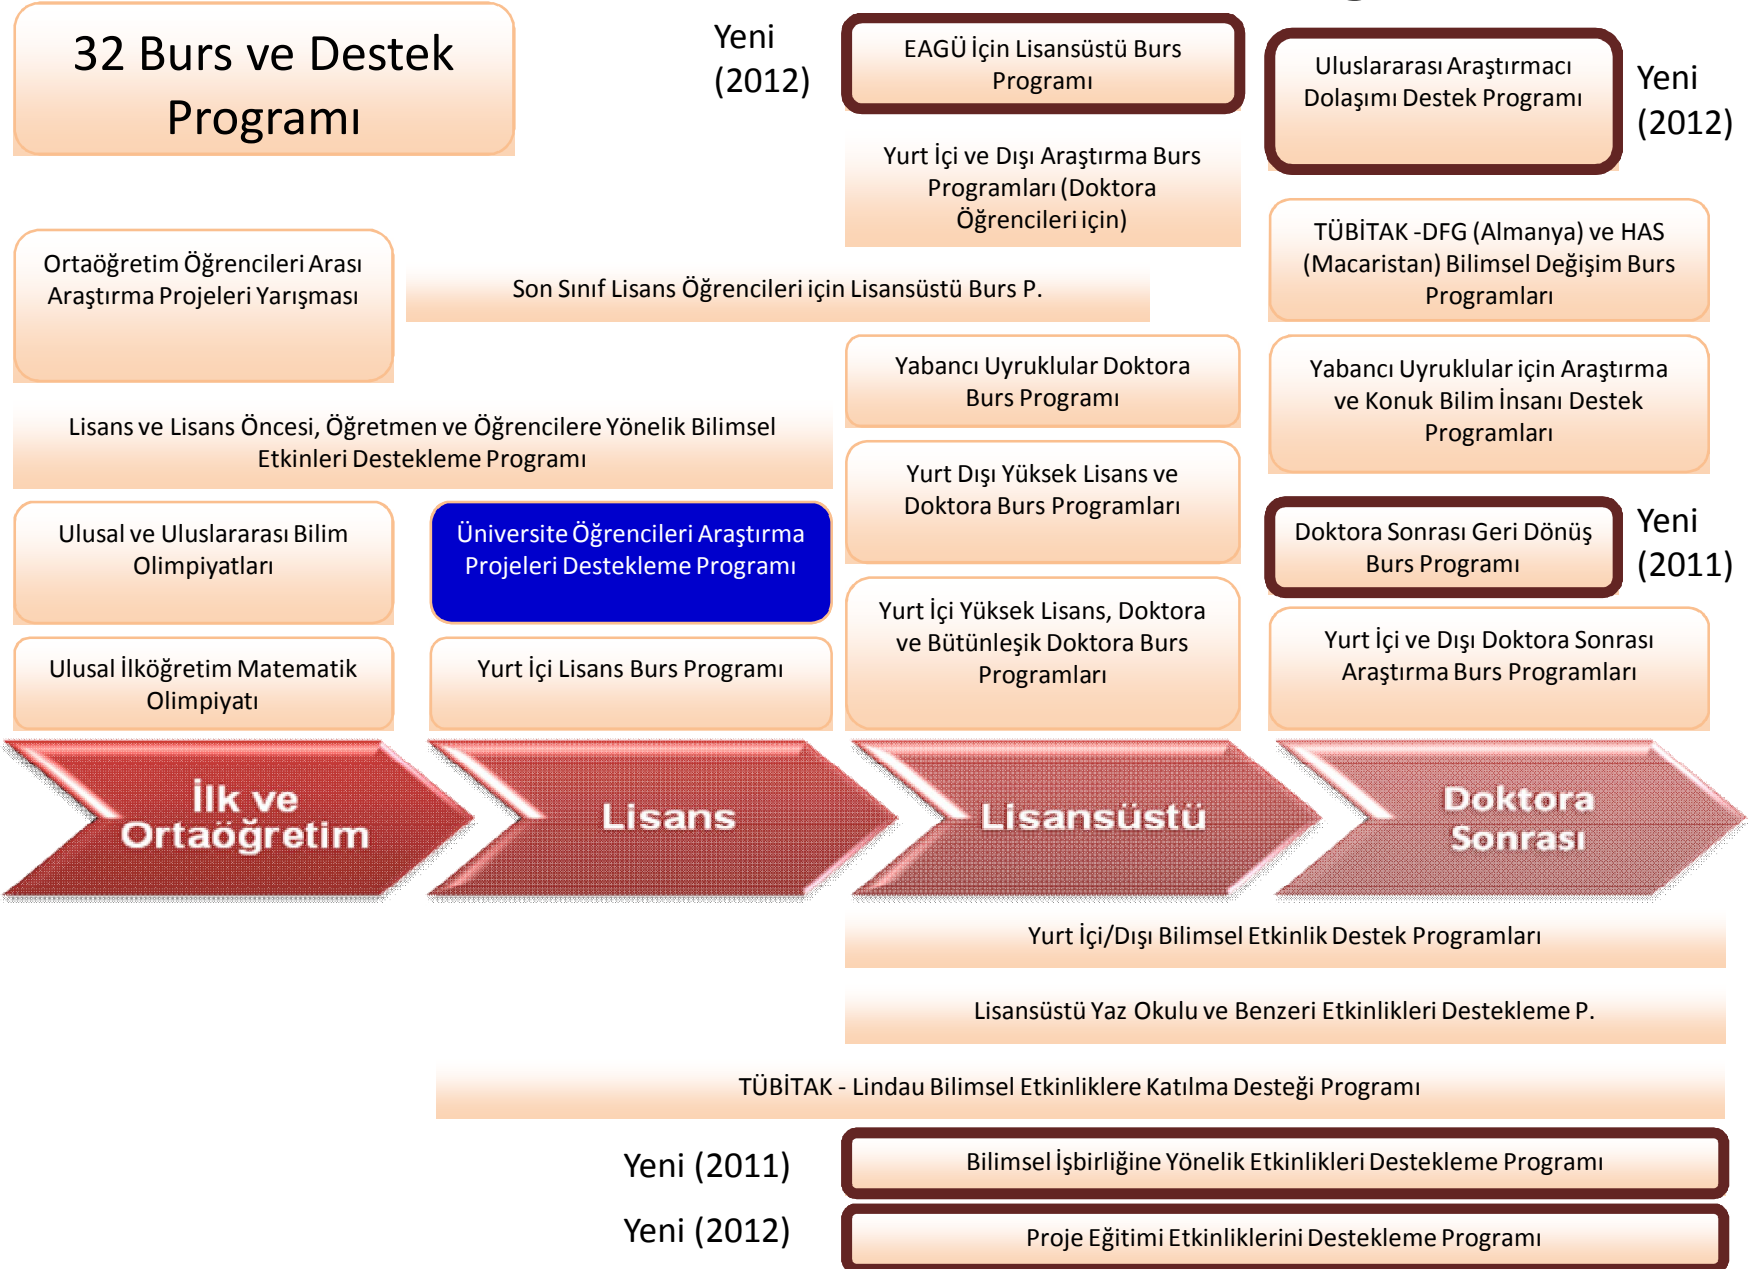 32 Burs ve Destek
Programı
Yeni
(2012)
EAGÜ İçin Lisansüstü Burs
Programı
Uluslararası Araştırmacı
Dolaşımı Destek Programı
Yeni
(2012)
Yurt İçi ve Dışı Araştırma Burs
Programları (Doktora
Öğrencileri için)
Ortaöğretim Öğrencileri Arası
Araştırma Projeleri Yarışması
Son Sınıf Lisans Öğrencileri için Lisansüstü Burs P.
TÜBİTAK -DFG (Almanya) ve HAS
(Macaristan) Bilimsel Değişim Burs
Programları
Yabancı Uyruklular Doktora
Burs Programı
Yabancı Uyruklular için Araştırma
ve Konuk Bilim İnsanı Destek
Programları
Lisans ve Lisans Öncesi, Öğretmen ve Öğrencilere Yönelik Bilimsel
Etkinleri Destekleme Programı
Yurt Dışı Yüksek Lisans ve
Doktora Burs Programları
Ulusal ve Uluslararası Bilim
Olimpiyatları
Üniversite Öğrencileri Araştırma
Projeleri Destekleme Programı
Doktora Sonrası Geri Dönüş
Burs Programı
Yeni
(2011)
Yurt İçi Yüksek Lisans, Doktora
ve Bütünleşik Doktora Burs
Programları
Ulusal İlköğretim Matematik
Olimpiyatı
Yurt İçi Lisans Burs Programı
Yurt İçi ve Dışı Doktora Sonrası
Araştırma Burs Programları
İlk ve
Ortaöğretim
Lisans
Lisansüstü
Doktora
Sonrası
Yurt İçi/Dışı Bilimsel Etkinlik Destek Programları
Lisansüstü Yaz Okulu ve Benzeri Etkinlikleri Destekleme P.
TÜBİTAK - Lindau Bilimsel Etkinliklere Katılma Desteği Programı
Yeni (2011)
Bilimsel İşbirliğine Yönelik Etkinlikleri Destekleme Programı
Yeni (2012)
Proje Eğitimi Etkinliklerini Destekleme Programı